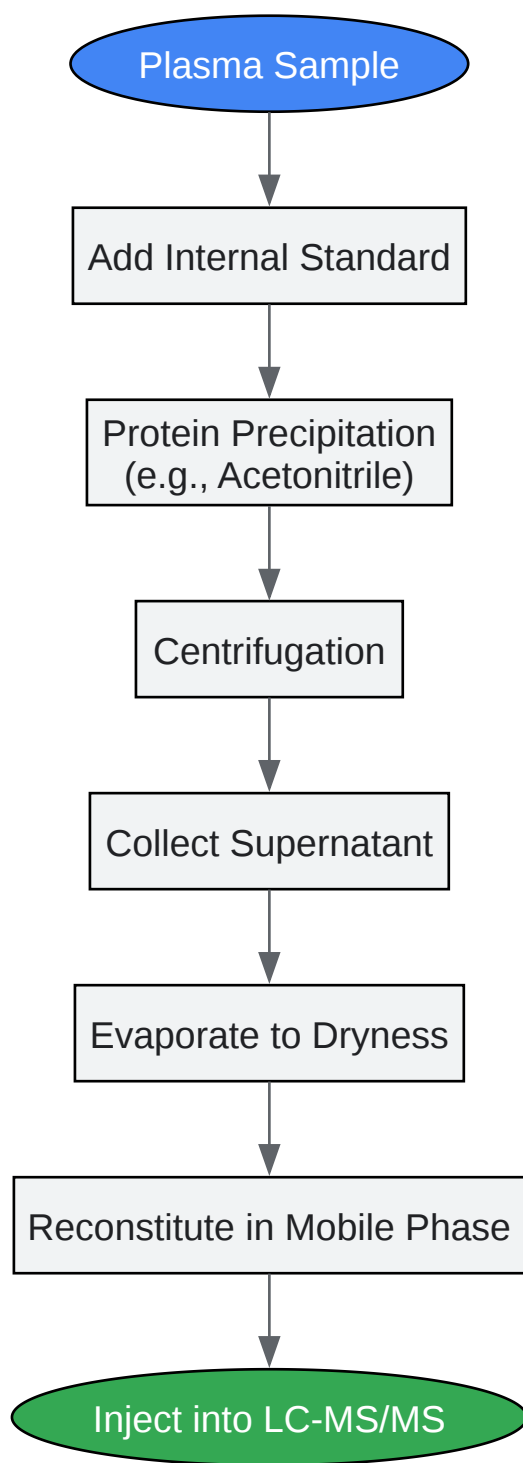 Plasma Sample
Add Internal Standard
Protein Precipitation
(e.g., Acetonitrile)
Centrifugation
Collect Supernatant
Evaporate to Dryness
Reconstitute in Mobile Phase
Inject into LC-MS/MS